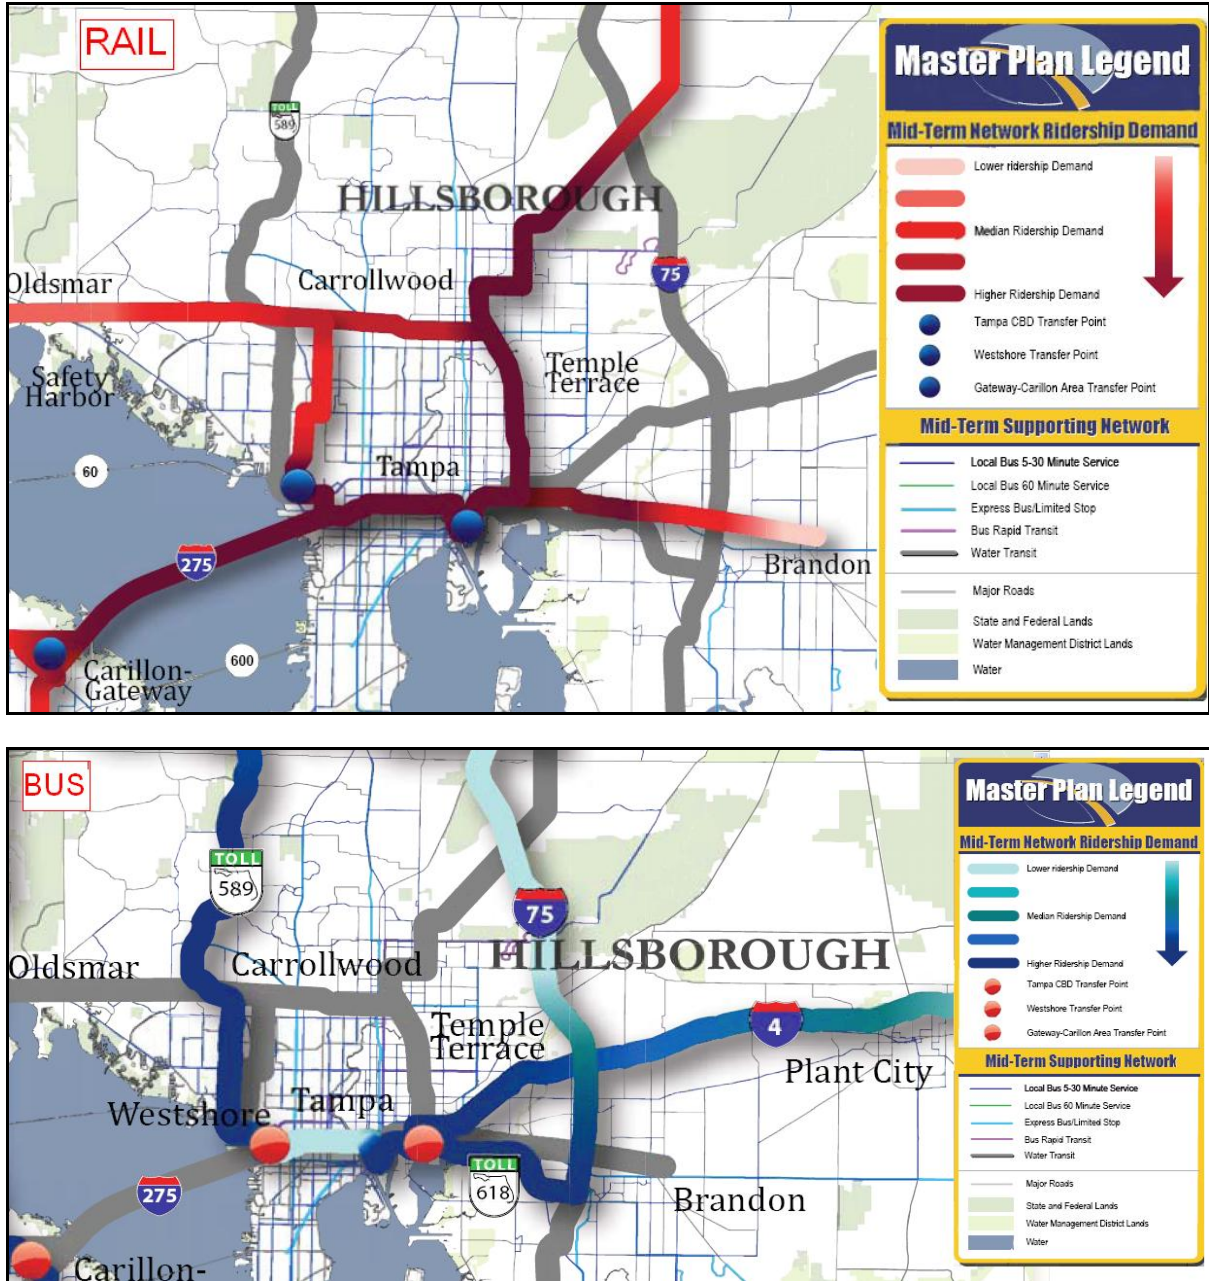 RAIL
TOLL
589
HILLSBOROUGH
Oldsmar
Carrollwood
75
Safety
Harbor
Temple
Terrace
60
Tampa
275
Brandon
600
Carillon-
Gateway
Master Plan Legend
Mid-Term Network Ridership Demand
Lower ridership Demand
Median Ridership Demand
Higher Ridership Demand
Tampa CBD Transfer Point
Westshore Transfer Point
Gateway-Carillon Area Transfer Point
Mid-Term Supporting Network
Local Bus 5-30 Minute Service
Local Bus 60 Minute Service
Express Bus/Limited Stop
Bus Rapid Transit
Water Transit
Major Roads
State and Federal Lands
Water Management District Lands
Water
BUS
TOLL
589
75
HILLSBOROUGH
Oldsmar
Carrollwood
Temple
Terrace
4
Plant City
Westshore
Tampa
TOLL
618
275
Brandon
Carillon-
Master Plan Legend
Mid-Term Network Ridership Demand
Lower ridership Demand
Median Ridership Demand
Higher Ridership Demand
Tampa CBD Transfer Point
Westshore Transfer Point
Gateway-Carillon Area Transfer Point
Mid-Term Supporting Network
Local Bus 5-30 Minute Service
Local Bus 60 Minute Service
Express Bus/Limited Stop
Bus Rapid Transit
Water Transit
Major Roads
State and Federal Lands
Water Management District Lands
Water